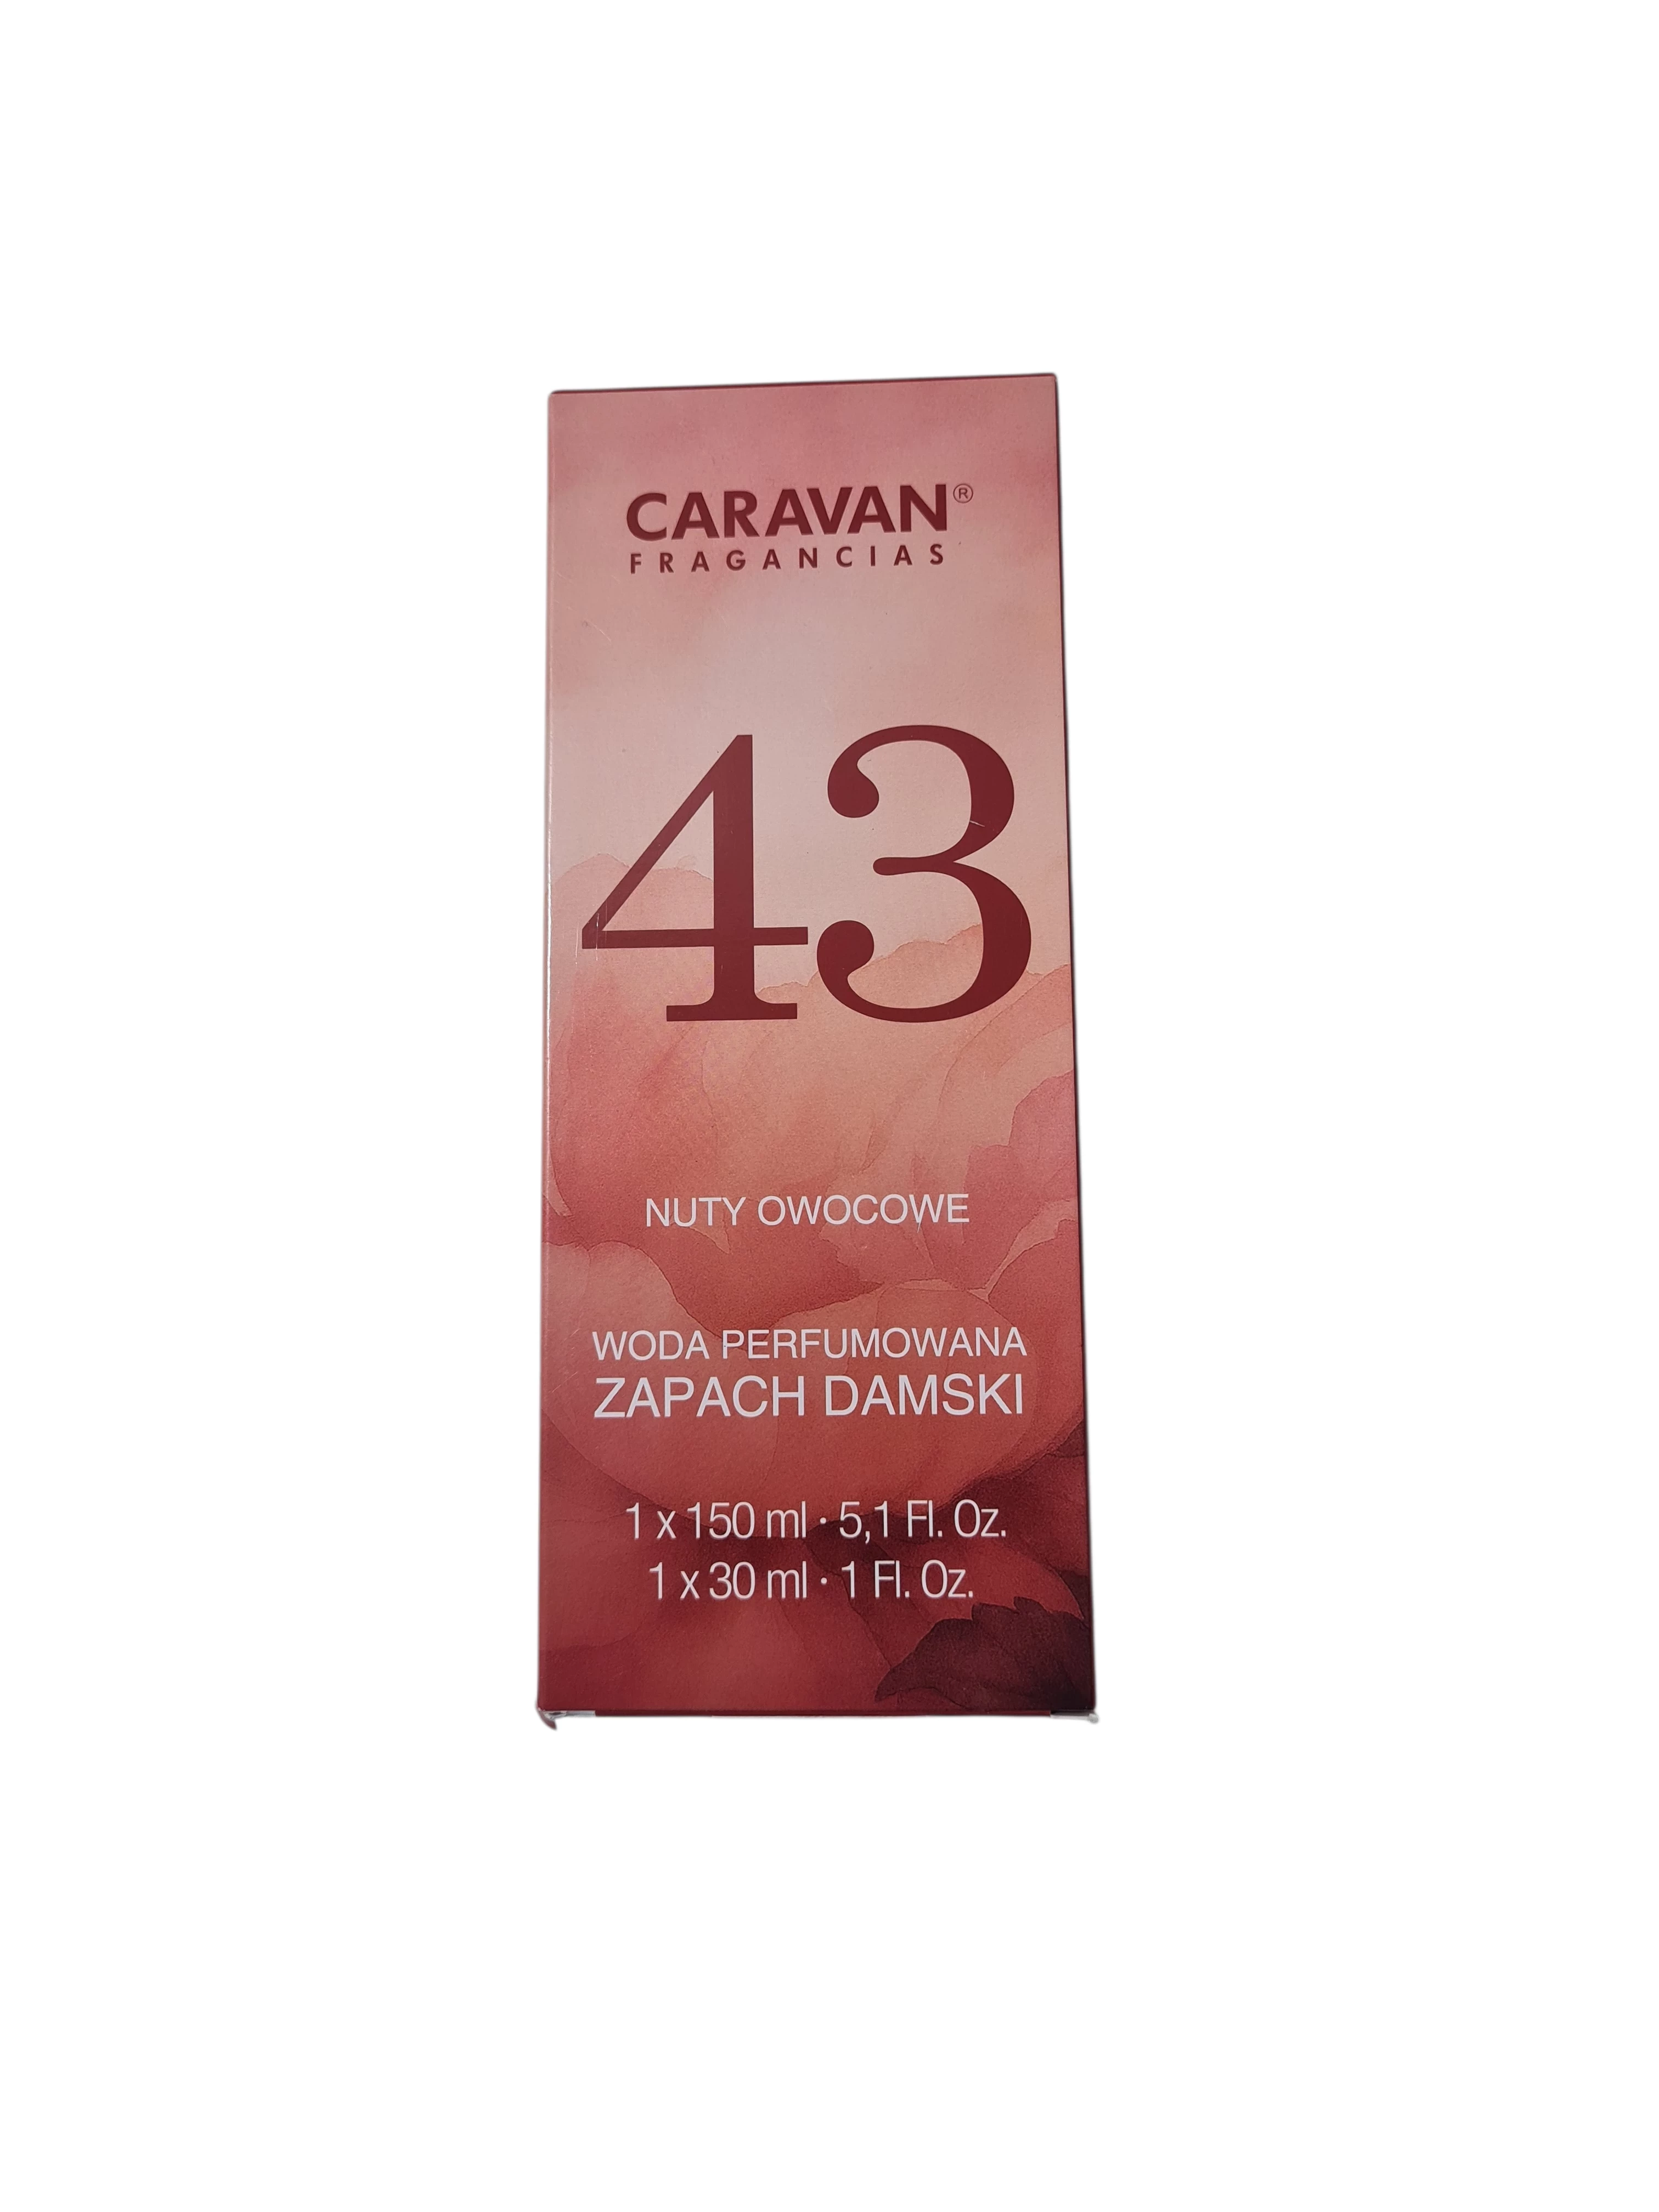 CARAVAN®
FRAGANCIAS
43
NUTY OWOCOWE
WODA PERFUMOWANA
ZAPACH DAMSKI
1 x 150 ml · 5,1 Fl. Oz.
1 x 30 ml · 1 Fl. Oz.